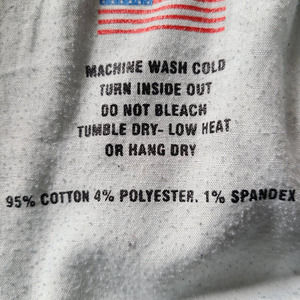 MACHINE WASH COLD
TURN INSIDE OUT
DO NOT BLEACH
TUMBLE DRY- LOW HEAT
OR HANG DRY
95% COTTON 4% POLYESTER. 1% SPANDEX